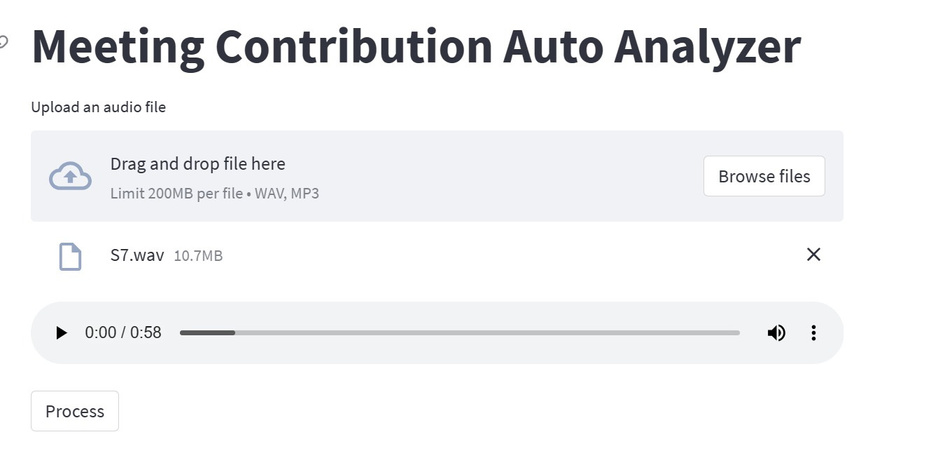 Meeting Contribution Auto Analyzer
Upload an audio file
Drag and drop file here
Limit 200MB per file • WAV, MP3
Browse files
S7.wav 10.7MB
0:00 / 0:58
Process